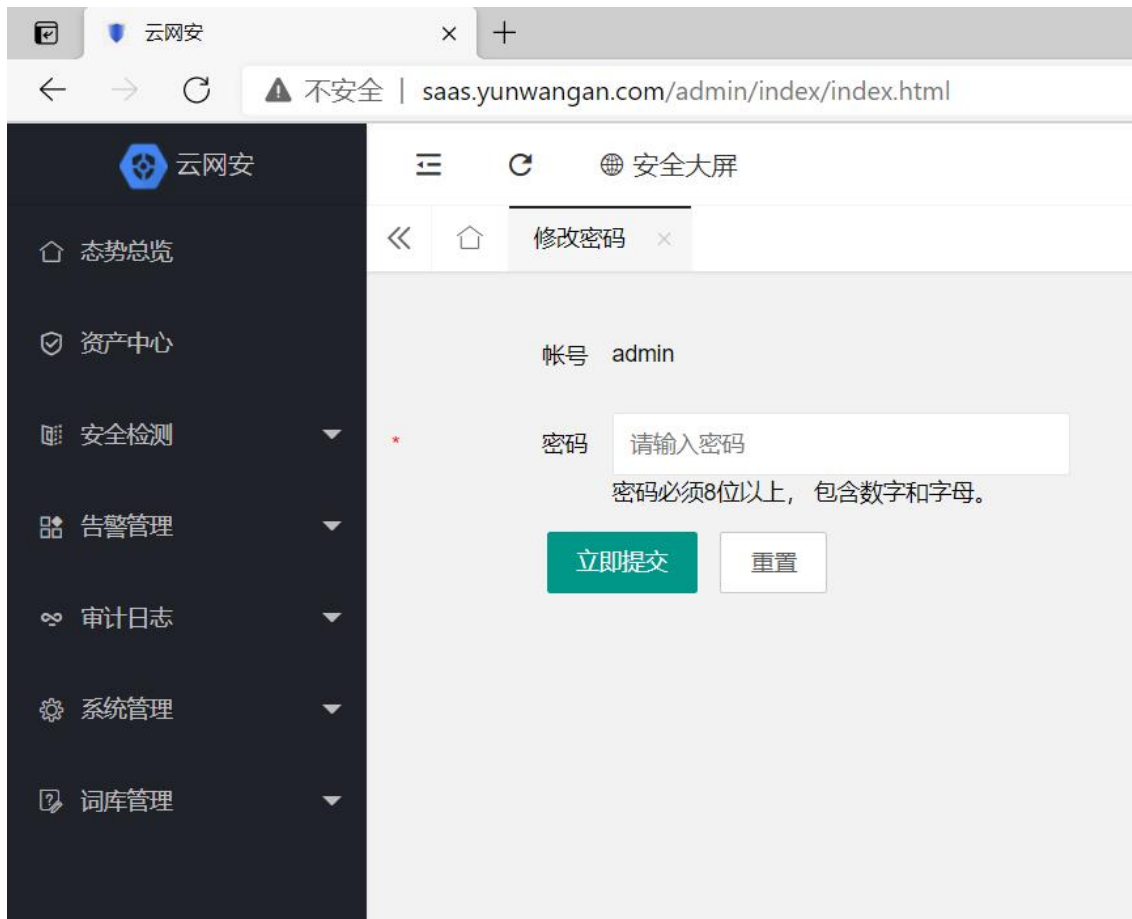 云网安
不安全 | saas.yunwangan.com/admin/index/index.html
云网安
安全大屏
修改密码
态势总览
资产中心
安全检测
告警管理
审计日志
系统管理
词库管理
帐号 admin
* 密码 请输入密码
密码必须8位以上，包含数字和字母。
立即提交 重置